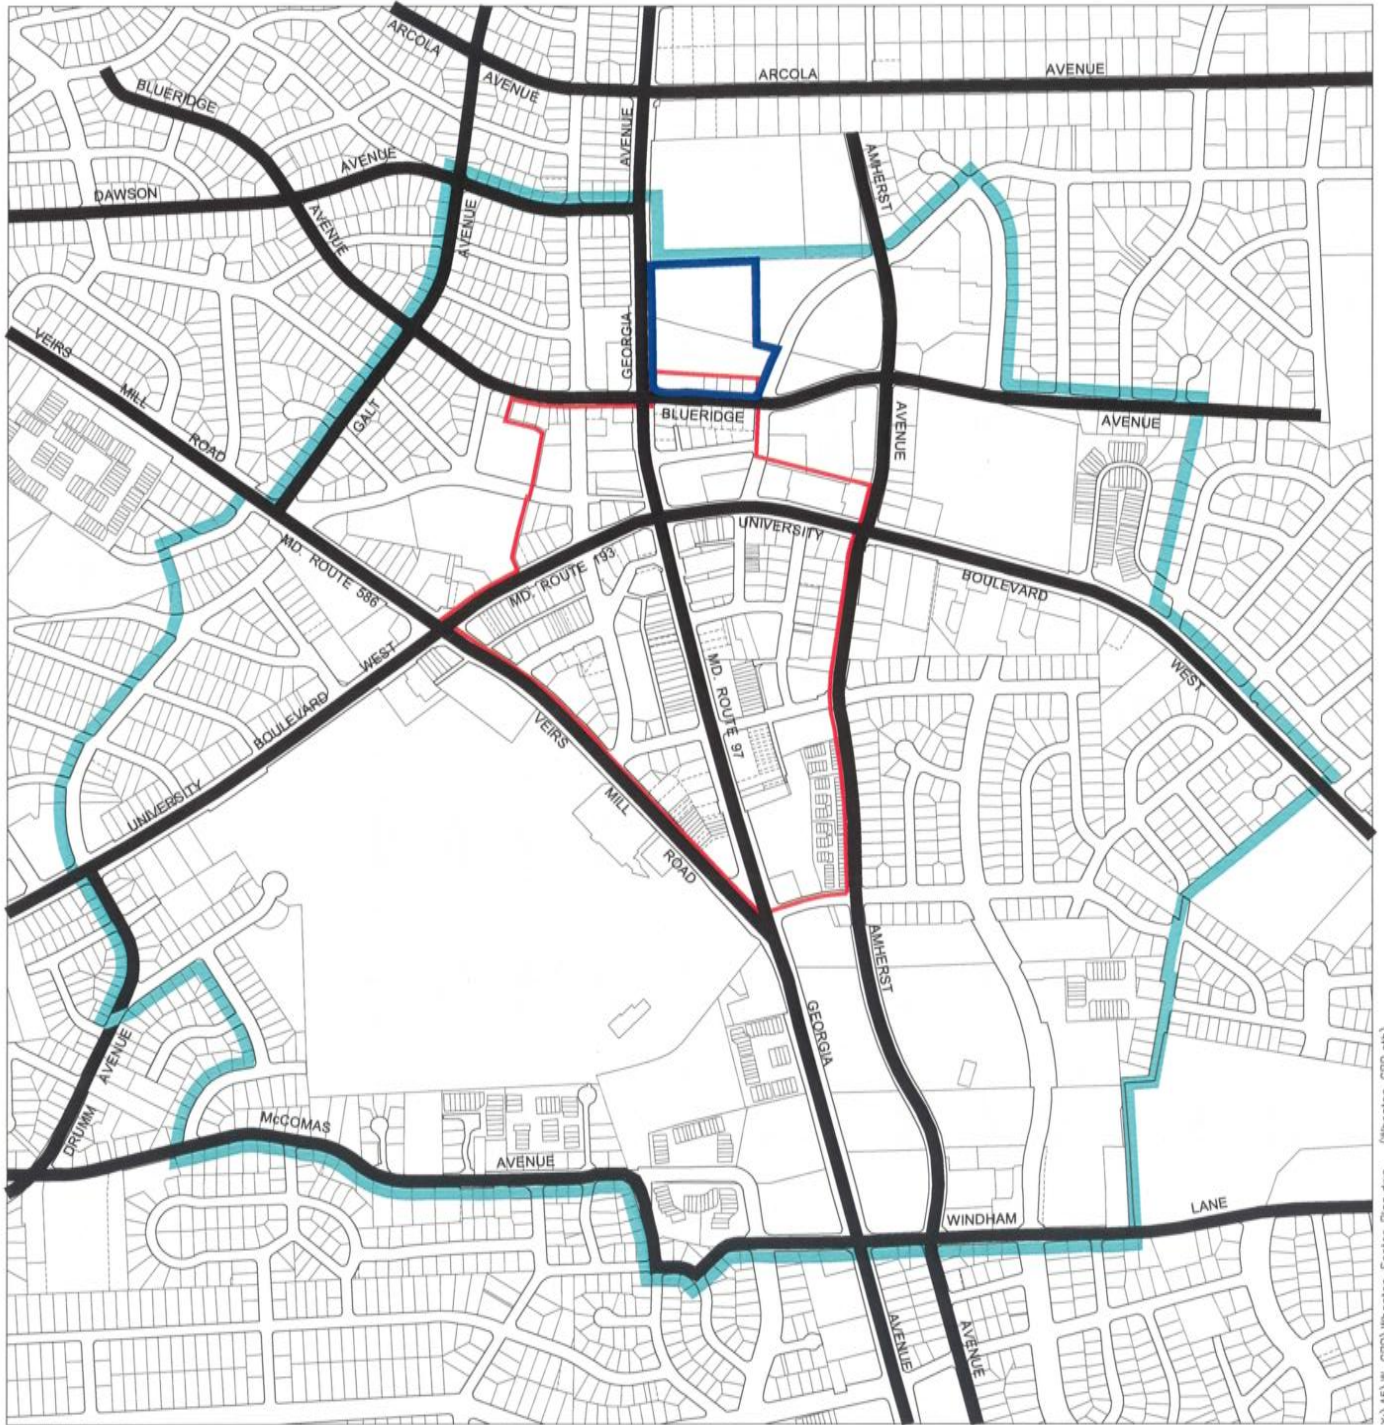 ARCOLA
AVENUE
ARCOLA
AVENUE
BLUERIDGE
AVENUE
AVENUE
AMHERST
DAWSON
AVENUE
AVENUE
VEIRS
MILL
ROAD
GALT
GEORGIA
BLUERIDGE
AVENUE
AVENUE
UNIVERSITY
MD. ROUTE 586
MD. ROUTE 193
BOULEVARD
WEST
WEST
BOULEVARD
UNIVERSITY
VEIRS
MILL
ROAD
MD. ROUTE 97
AMHERST
GEORGIA
AVENUE
DRUMM
McCOMAS
AVENUE
WINDHAM
LANE
AVENUE
AVENUE